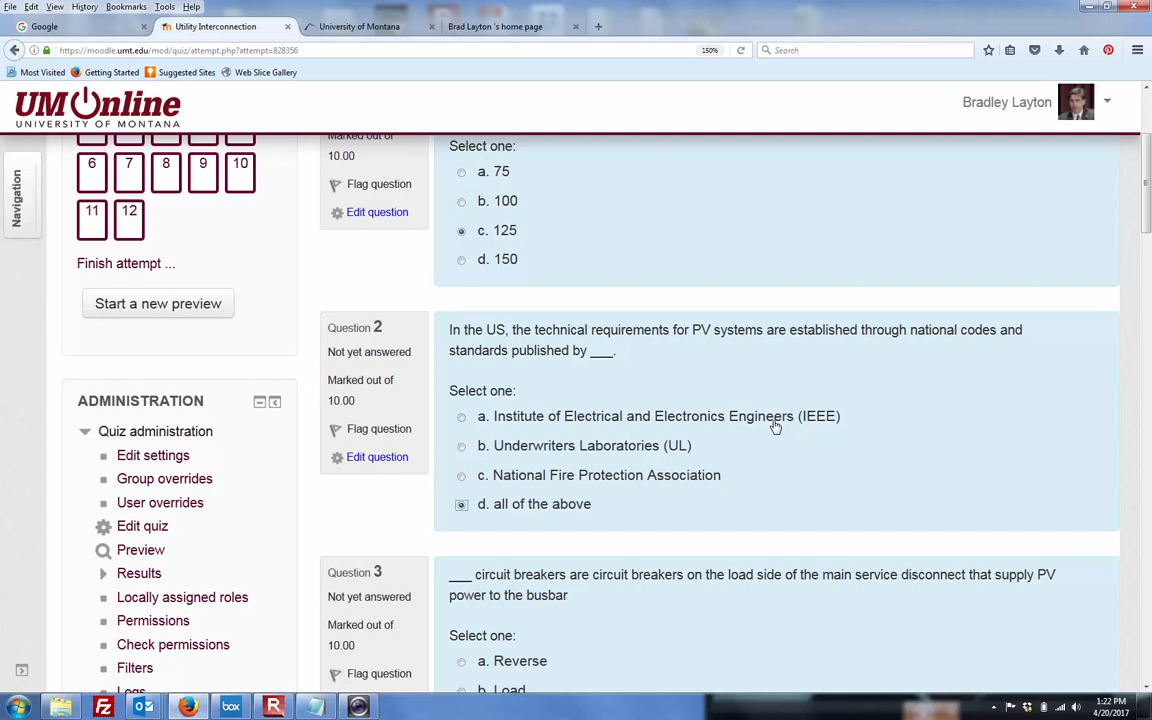 File Edit View History Bookmarks Tools Help
Google
Utility Interconnection
University of Montana
Brad Layton 's home page
https://moodle.umt.edu/mod/quiz/attempt.php?attempt=828356
150%
Search
Most Visited
Getting Started
Suggested Sites
Web Slice Gallery
UMOnline
UNIVERSITY OF MONTANA
Bradley Layton
Navigation
6 7 8 9 10
11 12
Finish attempt ...
Start a new preview
ADMINISTRATION
Quiz administration
Edit settings
Group overrides
User overrides
Edit quiz
Preview
Results
Locally assigned roles
Permissions
Check permissions
Filters
Logs
Marked out of
10.00
Flag question
Edit question
Select one:
a. 75
b. 100
c. 125
d. 150
Question 2
Not yet answered
Marked out of
10.00
Flag question
Edit question
In the US, the technical requirements for PV systems are established through national codes and
standards published by ___.
Select one:
a. Institute of Electrical and Electronics Engineers (IEEE)
b. Underwriters Laboratories (UL)
c. National Fire Protection Association
d. all of the above
Question 3
Not yet answered
Marked out of
10.00
Flag question
___ circuit breakers are circuit breakers on the load side of the main service disconnect that supply PV
power to the busbar
Select one:
a. Reverse
b. Load
box
1:22 PM
4/20/2017